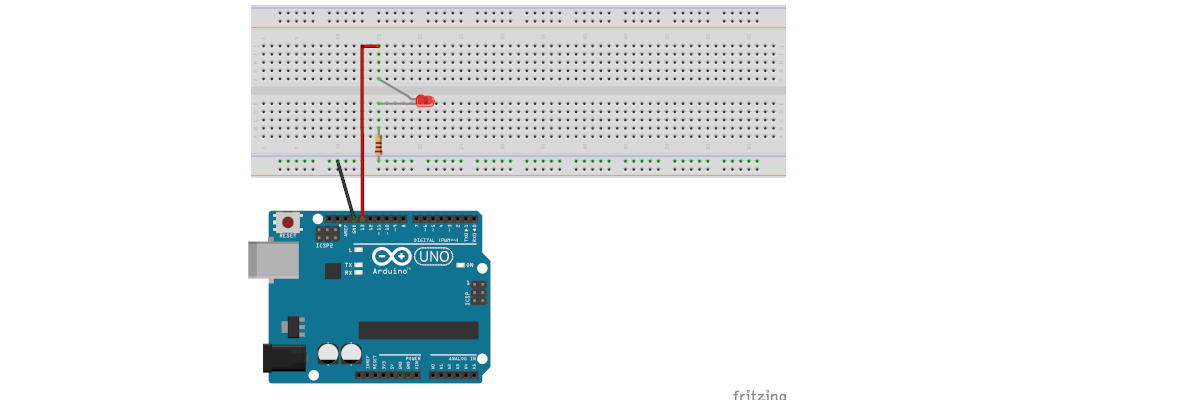 RESET
ICSP2
AREF
GND
13
12
~11
~10
~9
8
7
~6
~5
4
~3
2
TX0▸1
RX0◂0
DIGITAL (PWM=~)
L
TX
RX
UNO
ON
Arduino™
ICSP
IOREF
RESET
3V3
5V
GND
GND
VIN
POWER
ANALOG IN
A0
A1
A2
A3
A4
A5
fritzing